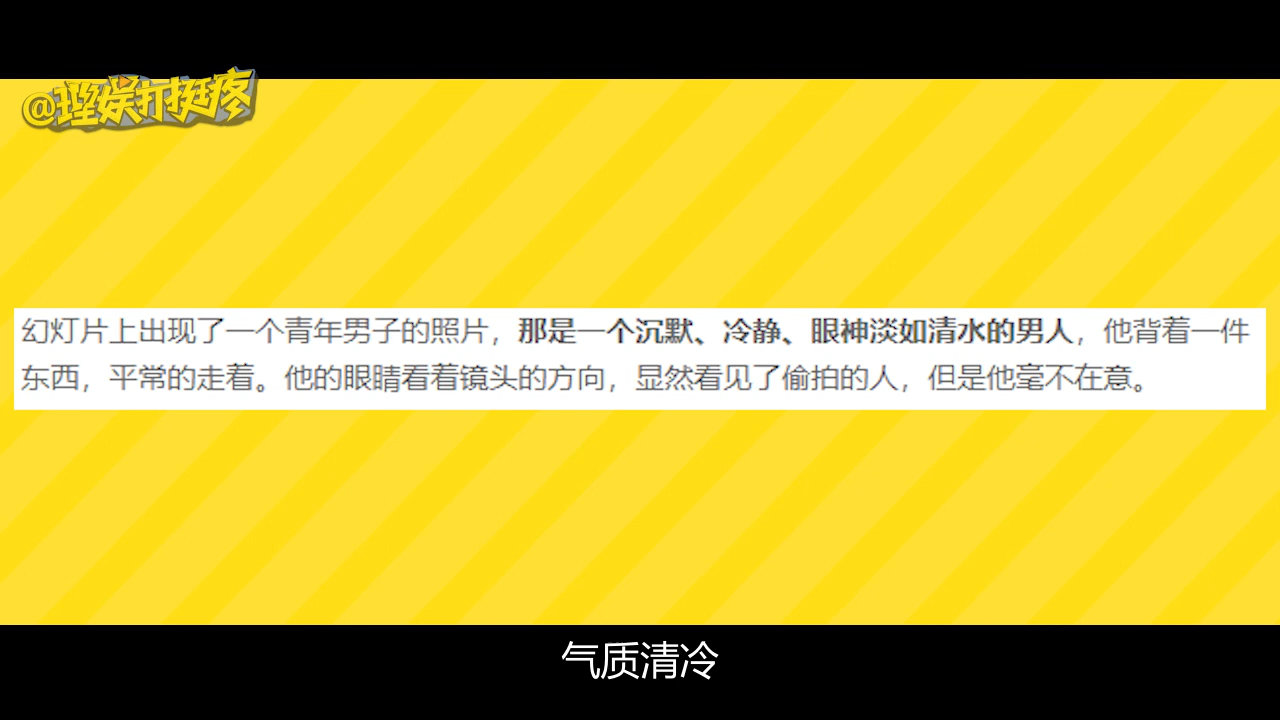 @理娱打挺疼
幻灯片上出现了一个青年男子的照片，那是一个沉默、冷静、眼神淡如清水的男人，他背着一件
东西，平常的走着。他的眼睛看着镜头的方向，显然看见了偷拍的人，但是他毫不在意。
气质清冷